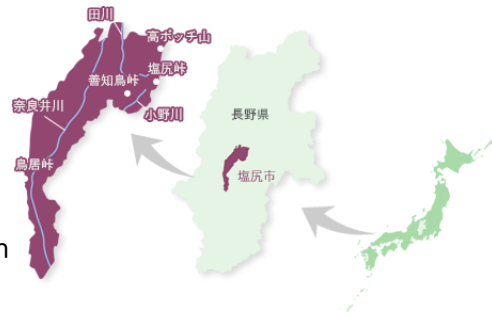 田川
高ボッチ山
塩尻峠
善知鳥峠
小野川
奈良井川
鳥居峠
長野県
塩尻市